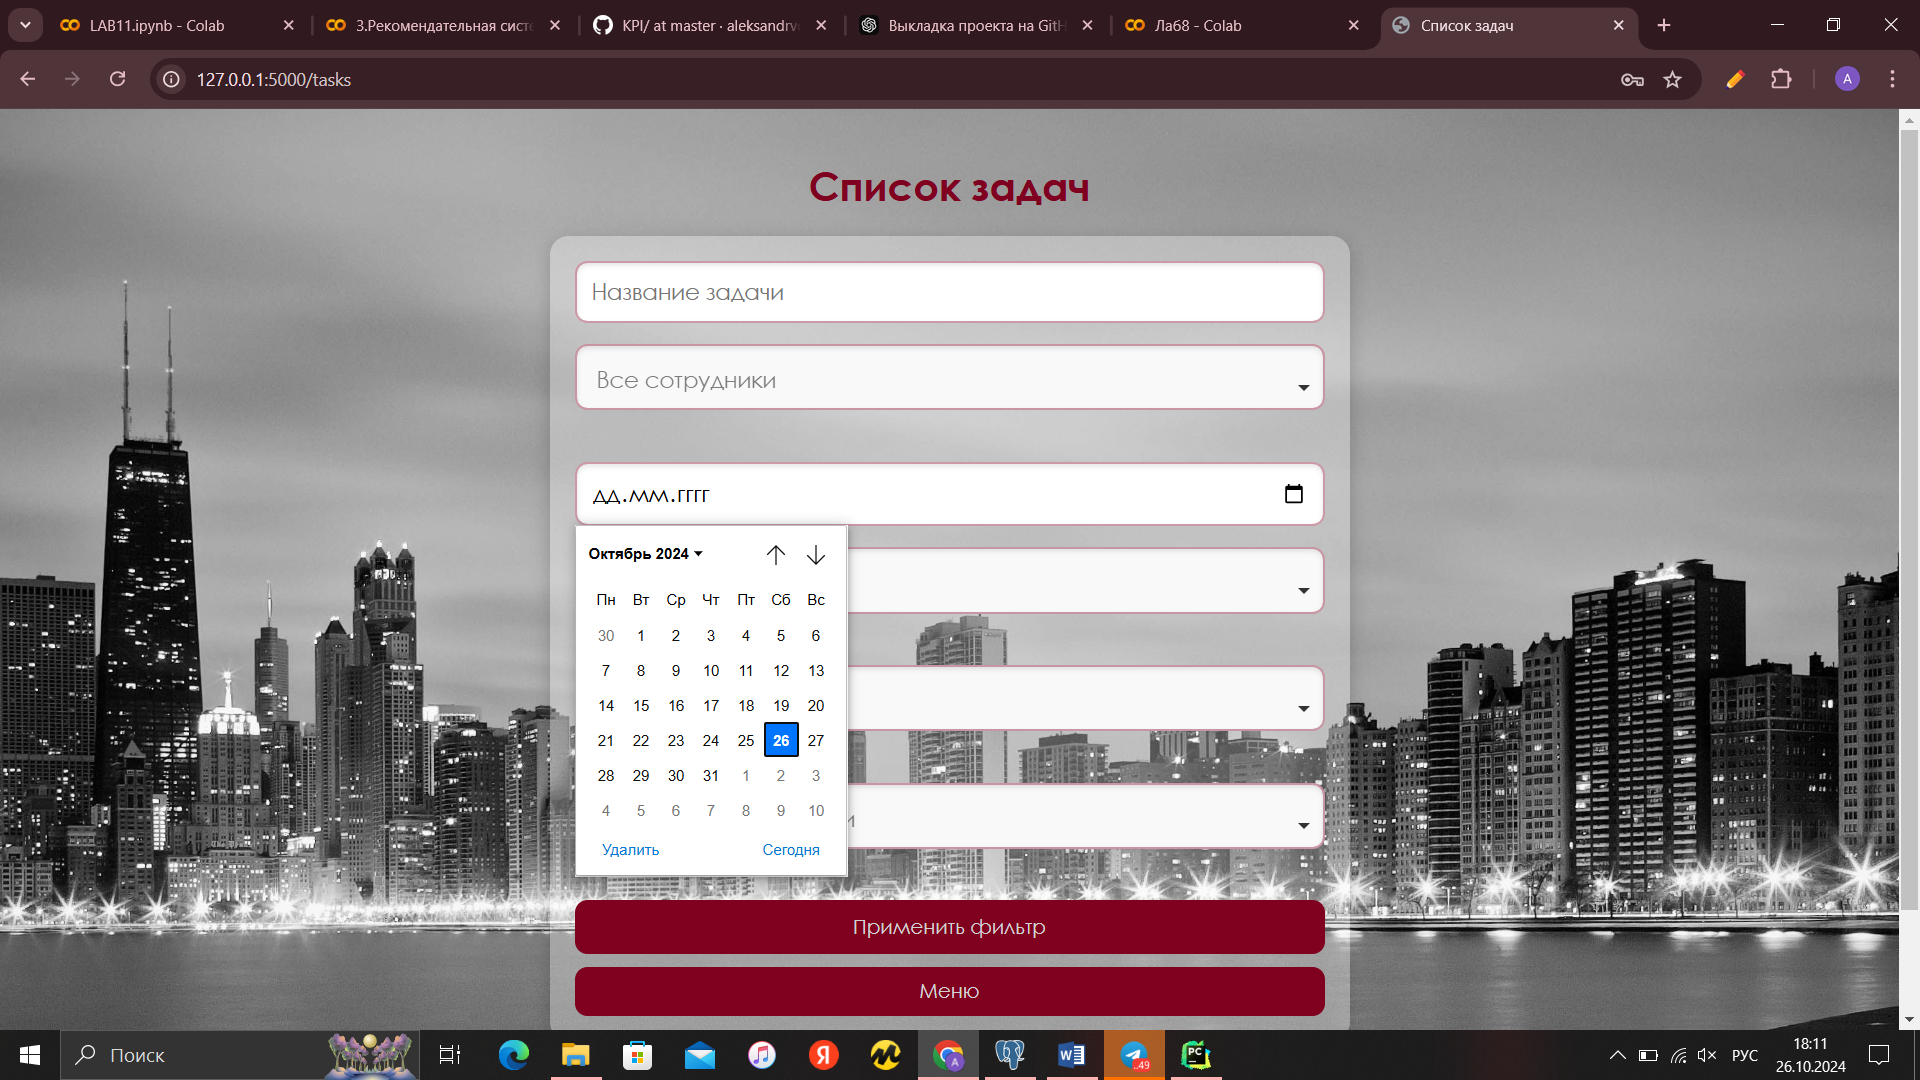 LAB11.ipynb - Colab
3.Рекомендательная сист
KPI/ at master · aleksandrv
Выкладка проекта на GitH
Ла68 - Colab
Список задач
127.0.0.1:5000/tasks
A
Список задач
Название задачи
Все сотрудники
дд.мм.гггг
Октябрь 2024
Пн Вт Ср Чт Пт Сб Вс
30 1 2 3 4 5 6
7 8 9 10 11 12 13
14 15 16 17 18 19 20
21 22 23 24 25 26 27
28 29 30 31 1 2 3
4 5 6 7 8 9 10
Удалить Сегодня
Применить фильтр
Меню
Поиск
Я
A
W
..49
PC
РУС
18:11
26.10.2024